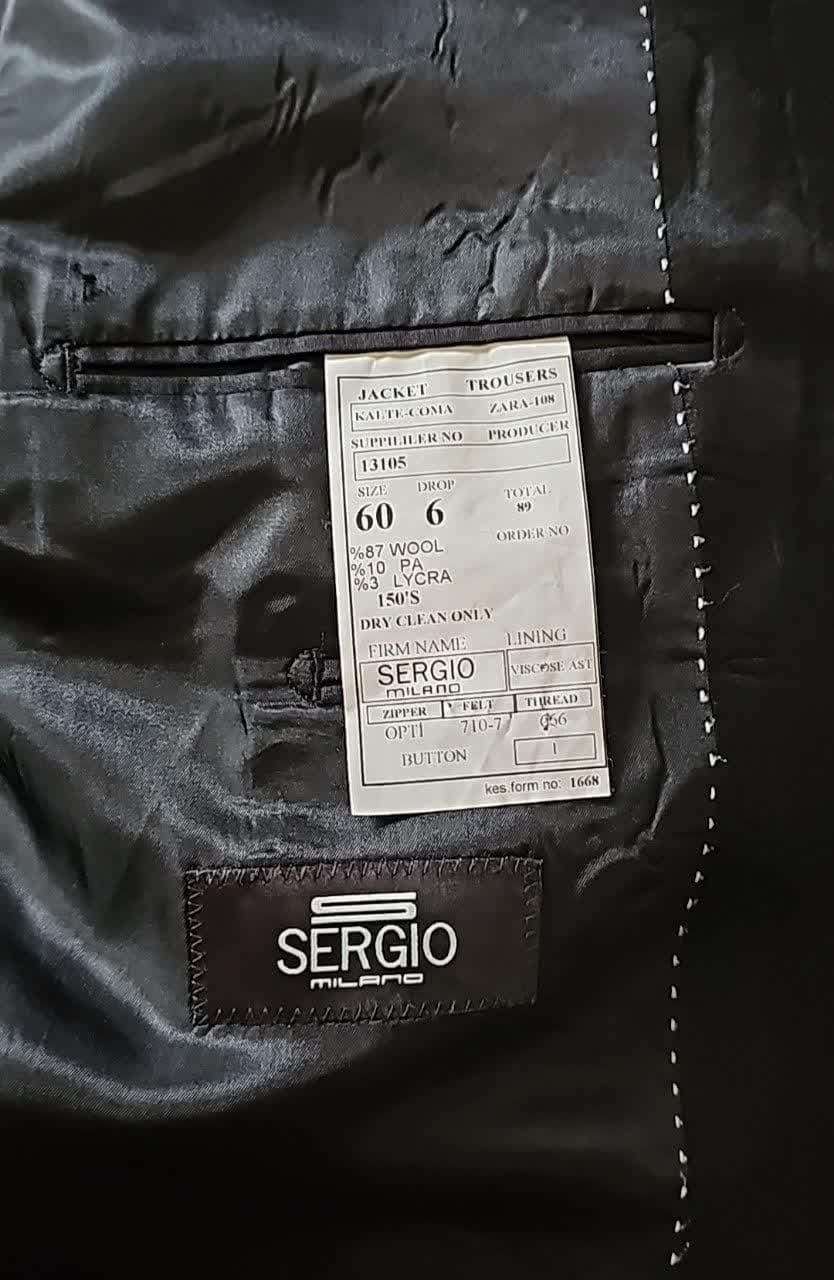 JACKET TROUSERS
KALTE-COMA ZARA-108
SUPPILILER NO PRODUCER
13105
SIZE DROP TOTAL
60 6 89
ORDER NO
%87 WOOL
%10 PA
%3 LYCRA
150'S
DRY CLEAN ONLY
FIRM NAME LINING
SERGIO
MILANO
VISCOSE AST
ZIPPER FELT THREAD
OPTI 710-7
BUTTON 1
kes.form no: 1668
SERGIO
MILANO